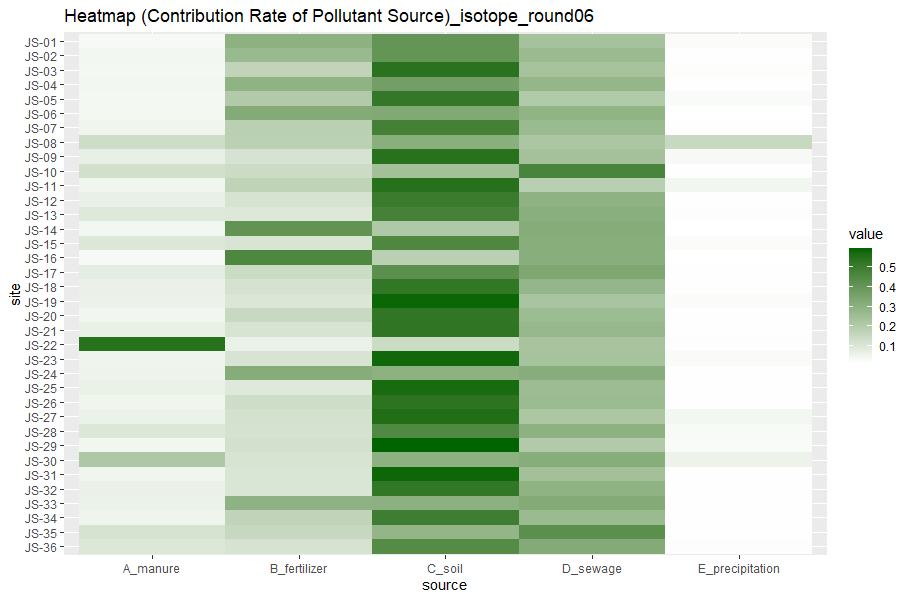 Heatmap (Contribution Rate of Pollutant Source)_isotope_round06
JS-01
JS-02
JS-03
JS-04
JS-05
JS-06
JS-07
JS-08
JS-09
JS-10
JS-11
JS-12
JS-13
JS-14
JS-15
JS-16
JS-17
JS-18
JS-19
JS-20
JS-21
JS-22
JS-23
JS-24
JS-25
JS-26
JS-27
JS-28
JS-29
JS-30
JS-31
JS-32
JS-33
JS-34
JS-35
JS-36
site
A_manure B_fertilizer C_soil D_sewage E_precipitation
source
value
0.5
0.4
0.3
0.2
0.1